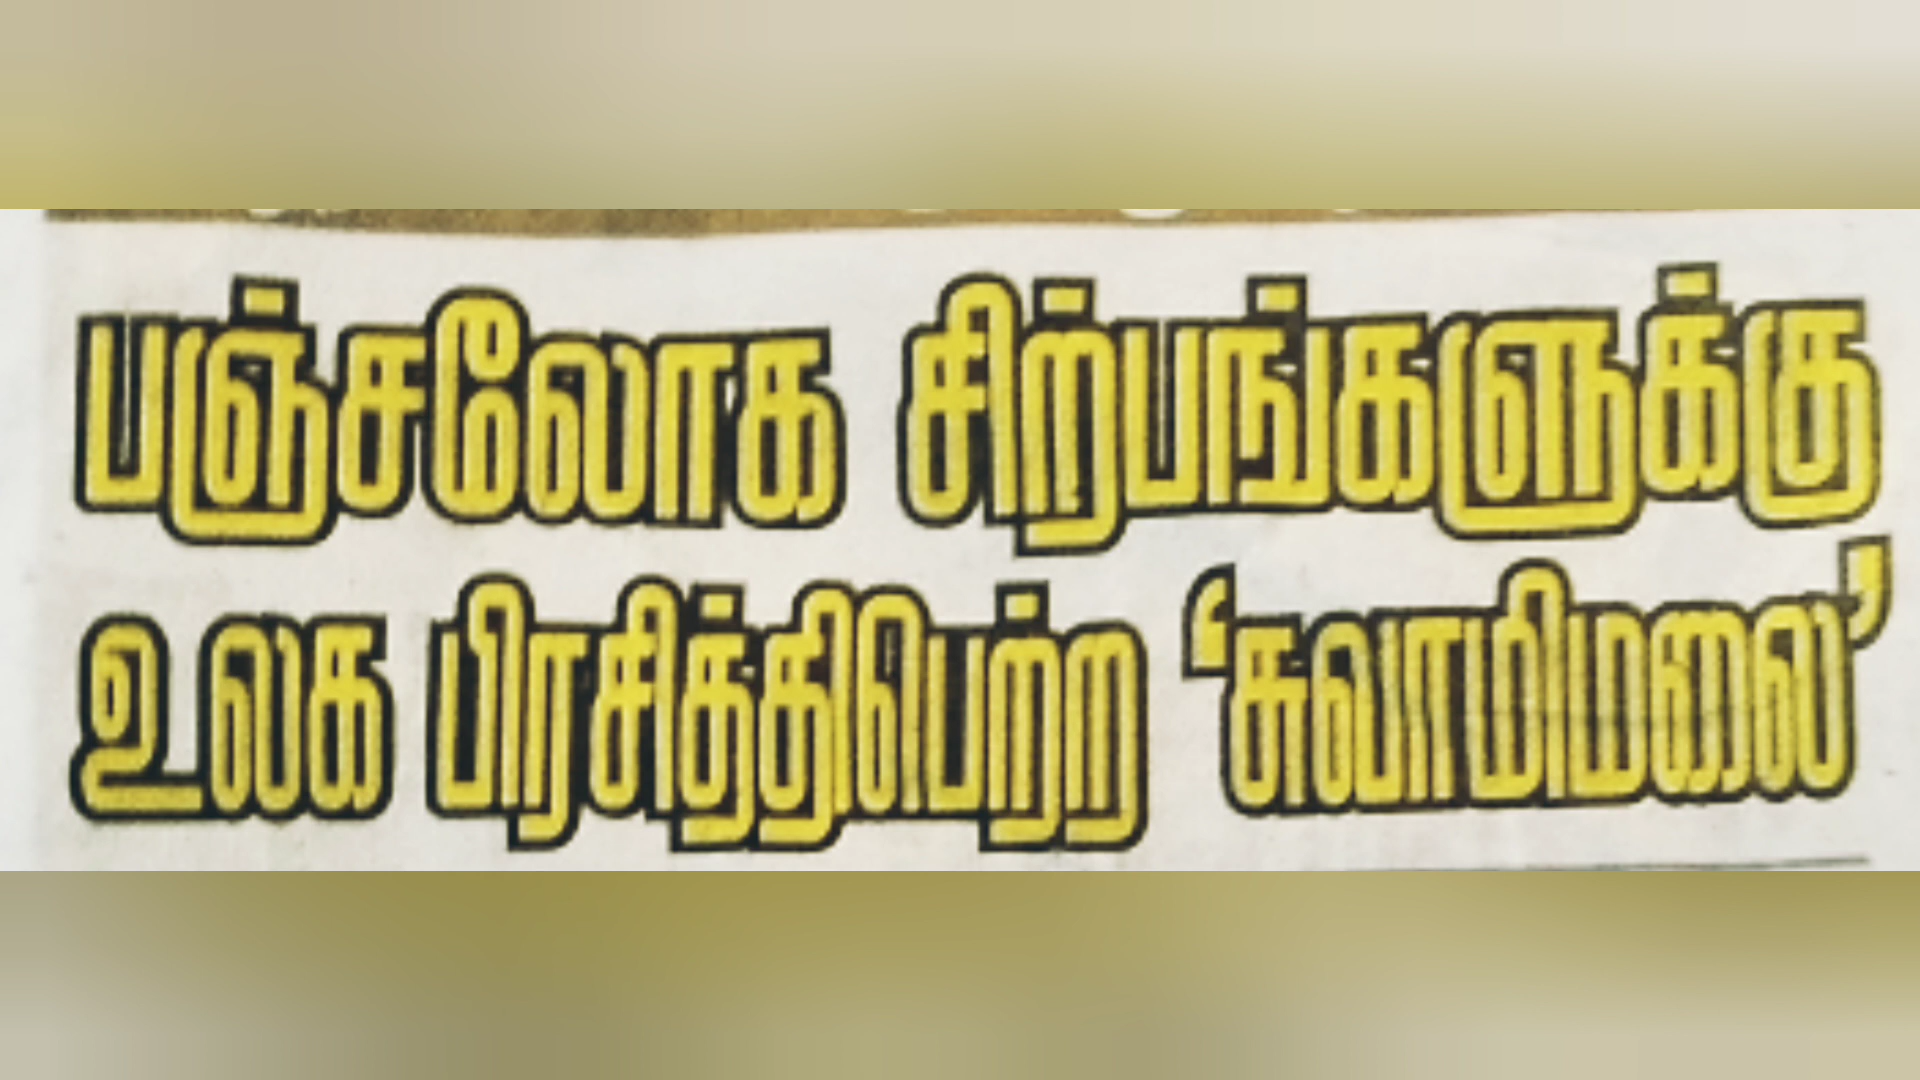 பஞ்சலோக சிற்பங்களுக்கு
உலக பிரசித்திபெற்ற ‘சுவாமிமலை’